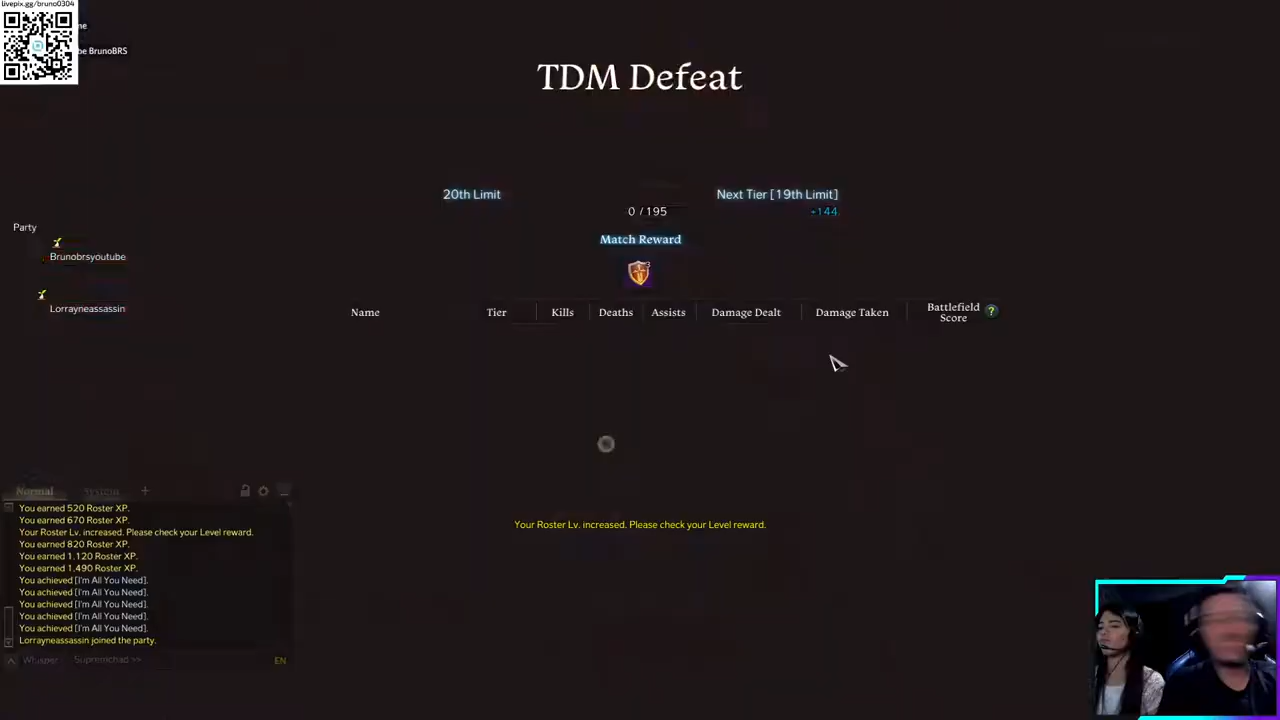 livepix.gg/bruno0304
ne
be BrunoBRS
TDM Defeat
20th Limit
Next Tier [19th Limit]
0 / 195
+144
Match Reward
Party
Brunobrsyoutube
Lorrayneassassin
Name Tier Kills Deaths Assists Damage Dealt Damage Taken Battlefield
Score ?
Normal System +
You earned 520 Roster XP.
You earned 670 Roster XP.
Your Roster Lv. increased. Please check your Level reward.
You earned 820 Roster XP.
You earned 1.120 Roster XP.
You earned 1.490 Roster XP.
You achieved [I'm All You Need].
You achieved [I'm All You Need].
You achieved [I'm All You Need].
You achieved [I'm All You Need].
You achieved [I'm All You Need].
Lorrayneassassin joined the party.
Whisper Supremchad >> EN
Your Roster Lv. increased. Please check your Level reward.